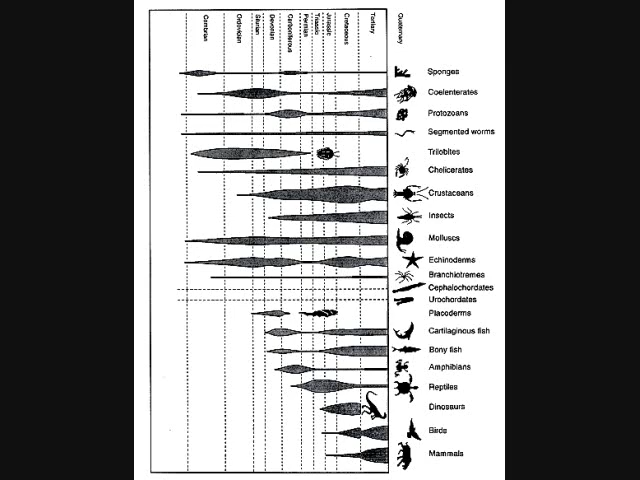 Cambrian
Ordovician
Silurian
Devonian
Carboniferous
Permian
Triassic
Jurassic
Cretaceous
Tertiary
Quaternary
Sponges
Coelenterates
Protozoans
Segmented worms
Trilobites
Chelicerates
Crustaceans
Insects
Molluscs
Echinoderms
Branchiotremes
Cephalochordates
Urochordates
Placoderms
Cartilaginous fish
Bony fish
Amphibians
Reptiles
Dinosaurs
Birds
Mammals